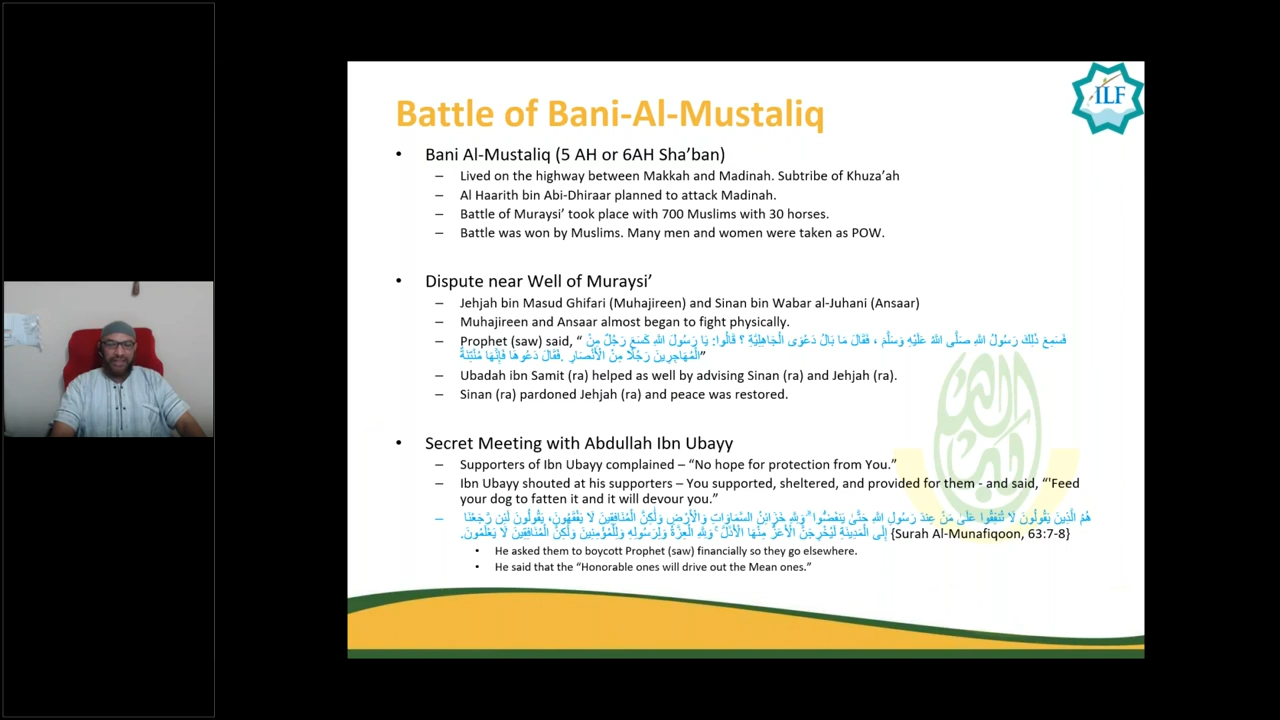 ILF
Battle of Bani-Al-Mustaliq
• Bani Al-Mustaliq (5 AH or 6AH Sha’ban)
– Lived on the highway between Makkah and Madinah. Subtribe of Khuza’ah
– Al Haarith bin Abi-Dhiraar planned to attack Madinah.
– Battle of Muraysi’ took place with 700 Muslims with 30 horses.
– Battle was won by Muslims. Many men and women were taken as POW.
• Dispute near Well of Muraysi’
– Jehjah bin Masud Ghifari (Muhajireen) and Sinan bin Wabar al-Juhani (Ansaar)
– Muhajireen and Ansaar almost began to fight physically.
– Prophet (saw) said, “ فَسَمِعَ ذَلِكَ رَسُولُ اللهِ صَلَّى اللهُ عَلَيْهِ وَسَلَّمَ ، فَقَالَ مَا بَالُ دَعْوَى الْجَاهِلِيَّةِ ؟ قَالُوا: يَا رَسُولَ اللهِ كَسَعَ رَجُلٌ مِنْ
الْمُهَاجِرِينَ رَجُلًا مِنْ الْأَنْصَارِ .فَقَالَ دَعُوهَا فَإِنَّهَا مُنْتِنَةٌ”
– Ubadah ibn Samit (ra) helped as well by advising Sinan (ra) and Jehjah (ra).
– Sinan (ra) pardoned Jehjah (ra) and peace was restored.
• Secret Meeting with Abdullah Ibn Ubayy
– Supporters of Ibn Ubayy complained – “No hope for protection from You.”
– Ibn Ubayy shouted at his supporters – You supported, sheltered, and provided for them - and said, “'Feed
your dog to fatten it and it will devour you.”
– هُمُ الَّذِينَ يَقُولُونَ لَا تُنفِقُوا عَلَىٰ مَنْ عِندَ رَسُولِ اللَّهِ حَتَّىٰ يَنفَضُّوا ۗ وَلِلَّهِ خَزَائِنُ السَّمَاوَاتِ وَالْأَرْضِ وَلَٰكِنَّ الْمُنَافِقِينَ لَا يَفْقَهُونَ، يَقُولُونَ لَئِن رَّجَعْنَا
إِلَى الْمَدِينَةِ لَيُخْرِجَنَّ الْأَعَزُّ مِنْهَا الْأَذَلَّ ۚ وَلِلَّهِ الْعِزَّةُ وَلِرَسُولِهِ وَلِلْمُؤْمِنِينَ وَلَٰكِنَّ الْمُنَافِقِينَ لَا يَعْلَمُونَ. {Surah Al-Munafiqoon, 63:7-8}
• He asked them to boycott Prophet (saw) financially so they go elsewhere.
• He said that the “Honorable ones will drive out the Mean ones.”